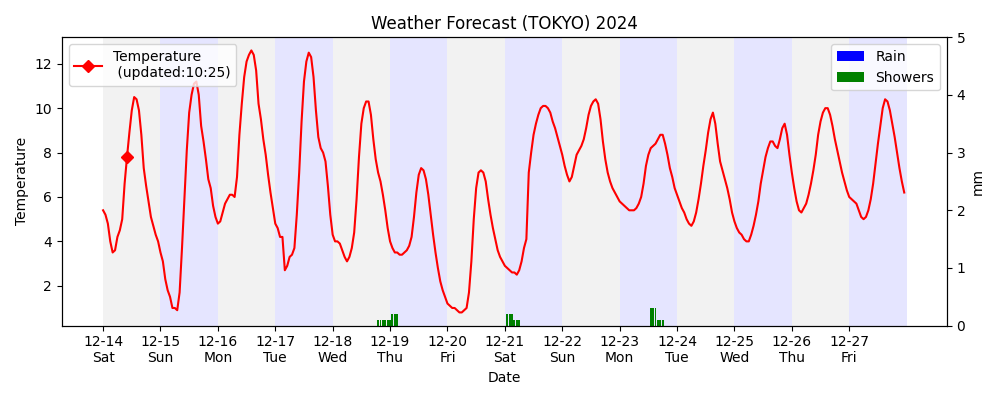 Weather Forecast (TOKYO) 2024
Temperature
(updated:10:25)
Rain
Showers
12
10
8
6
4
2
Temperature
5
4
3
2
1
0
mm
12-14 12-15 12-16 12-17 12-18 12-19 12-20 12-21 12-22 12-23 12-24 12-25 12-26 12-27
Sat Sun Mon Tue Wed Thu Fri Sat Sun Mon Tue Wed Thu Fri
Date